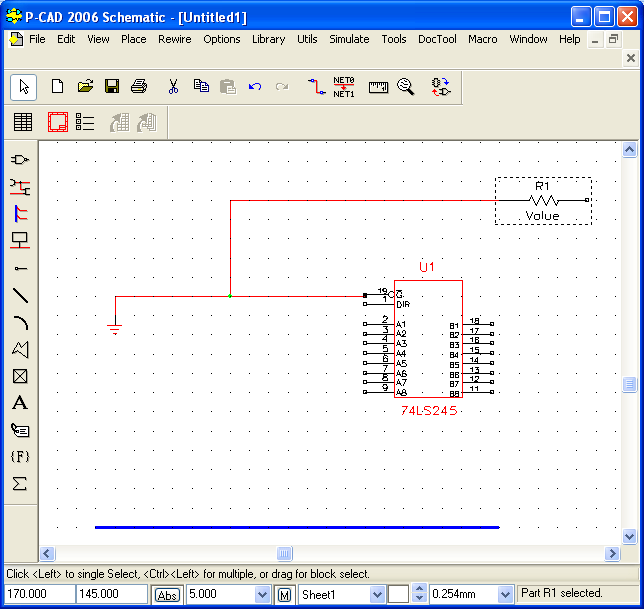 P-CAD 2006 Schematic - [Untitled1]
File Edit View Place Rewire Options Library Utils Simulate Tools DocTool Macro Window Help
NET0
NET1
R1
Value
U1
19 G
1 DIR
2 A1 B1 18
3 A2 B2 17
4 A3 B3 16
5 A4 B4 15
6 A5 B5 14
7 A6 B6 13
8 A7 B7 12
9 A8 B8 11
74LS245
A
{F}
Σ
Click <Left> to single Select, <Ctrl><Left> for multiple, or drag for block select.
170.000 145.000 Abs 5.000 M Sheet1 0.254mm Part R1 selected.